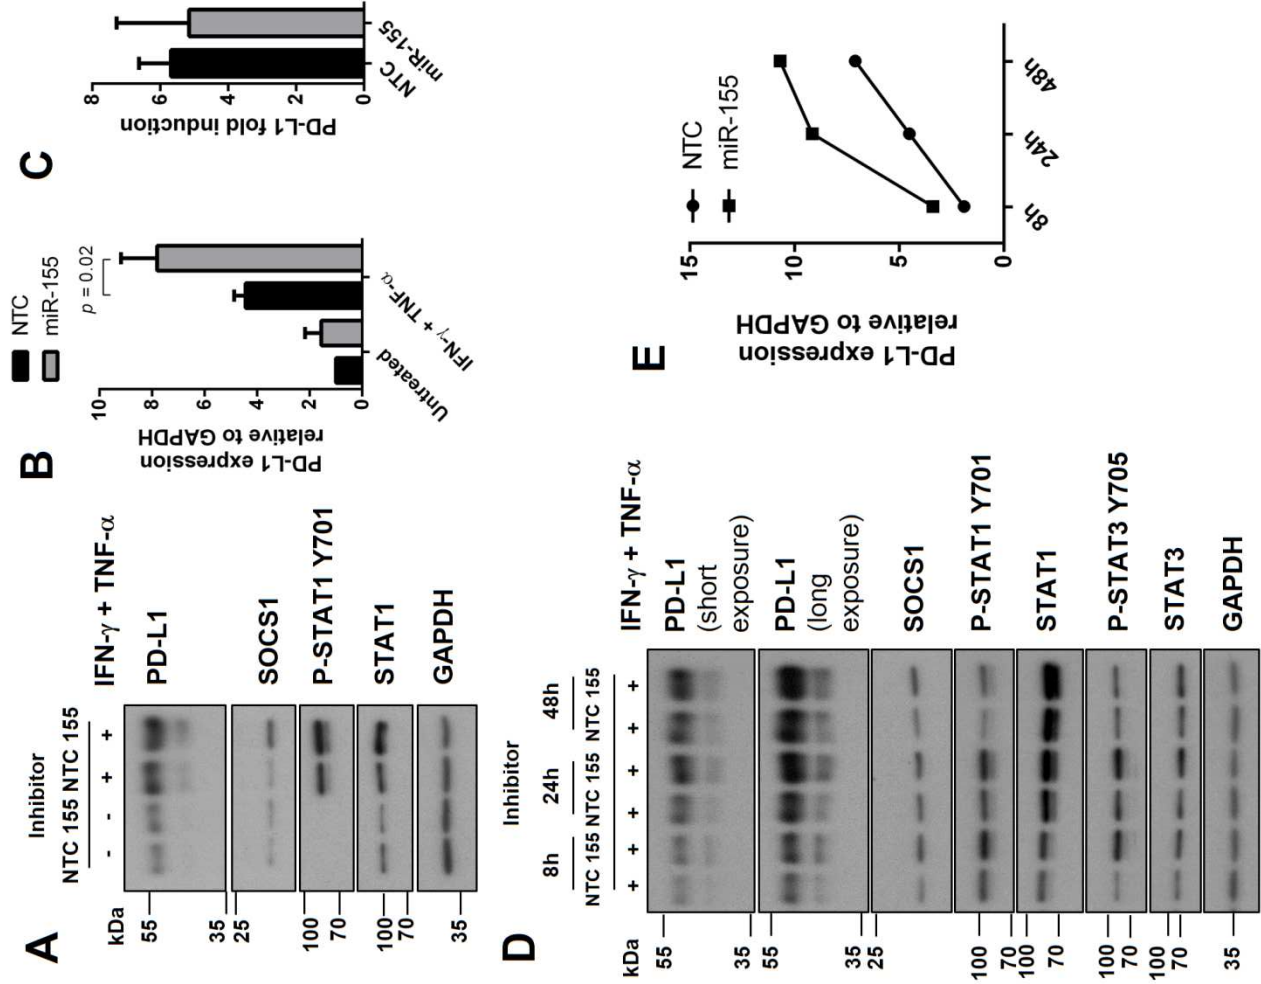 A
Inhibitor
NTC 155 NTC 155
kDa - - + + IFN-γ + TNF-α
55 PD-L1
35
25 SOCS1
100 P-STAT1 Y701
70
100 STAT1
70
35 GAPDH
B
NTC
miR-155
p = 0.02
PD-L1 expression
relative to GAPDH
10
8
6
4
2
0
Untreated
IFN-γ + TNF-α
C
PD-L1 fold induction
8
6
4
2
0
NTC
miR-155
D
Inhibitor
8h 24h 48h
NTC 155 NTC 155 NTC 155
kDa + + + + + + IFN-γ + TNF-α
55 PD-L1
(short
exposure)
35
55 PD-L1
(long
exposure)
35
25 SOCS1
100 P-STAT1 Y701
70
100 STAT1
70
100 P-STAT3 Y705
70
100 STAT3
70
35 GAPDH
E
NTC
miR-155
PD-L1 expression
relative to GAPDH
15
10
5
0
8h
24h
48h